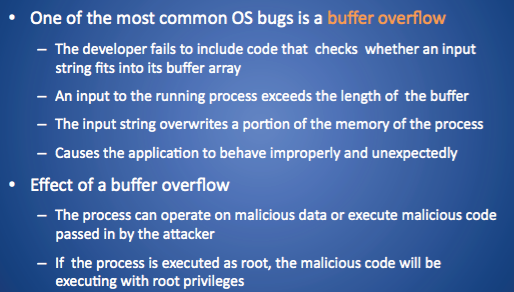 • One of the most common OS bugs is a buffer overflow
– The developer fails to include code that checks whether an input
string fits into its buffer array
– An input to the running process exceeds the length of the buffer
– The input string overwrites a portion of the memory of the process
– Causes the application to behave improperly and unexpectedly
• Effect of a buffer overflow
– The process can operate on malicious data or execute malicious code
passed in by the attacker
– If the process is executed as root, the malicious code will be
executing with root privileges